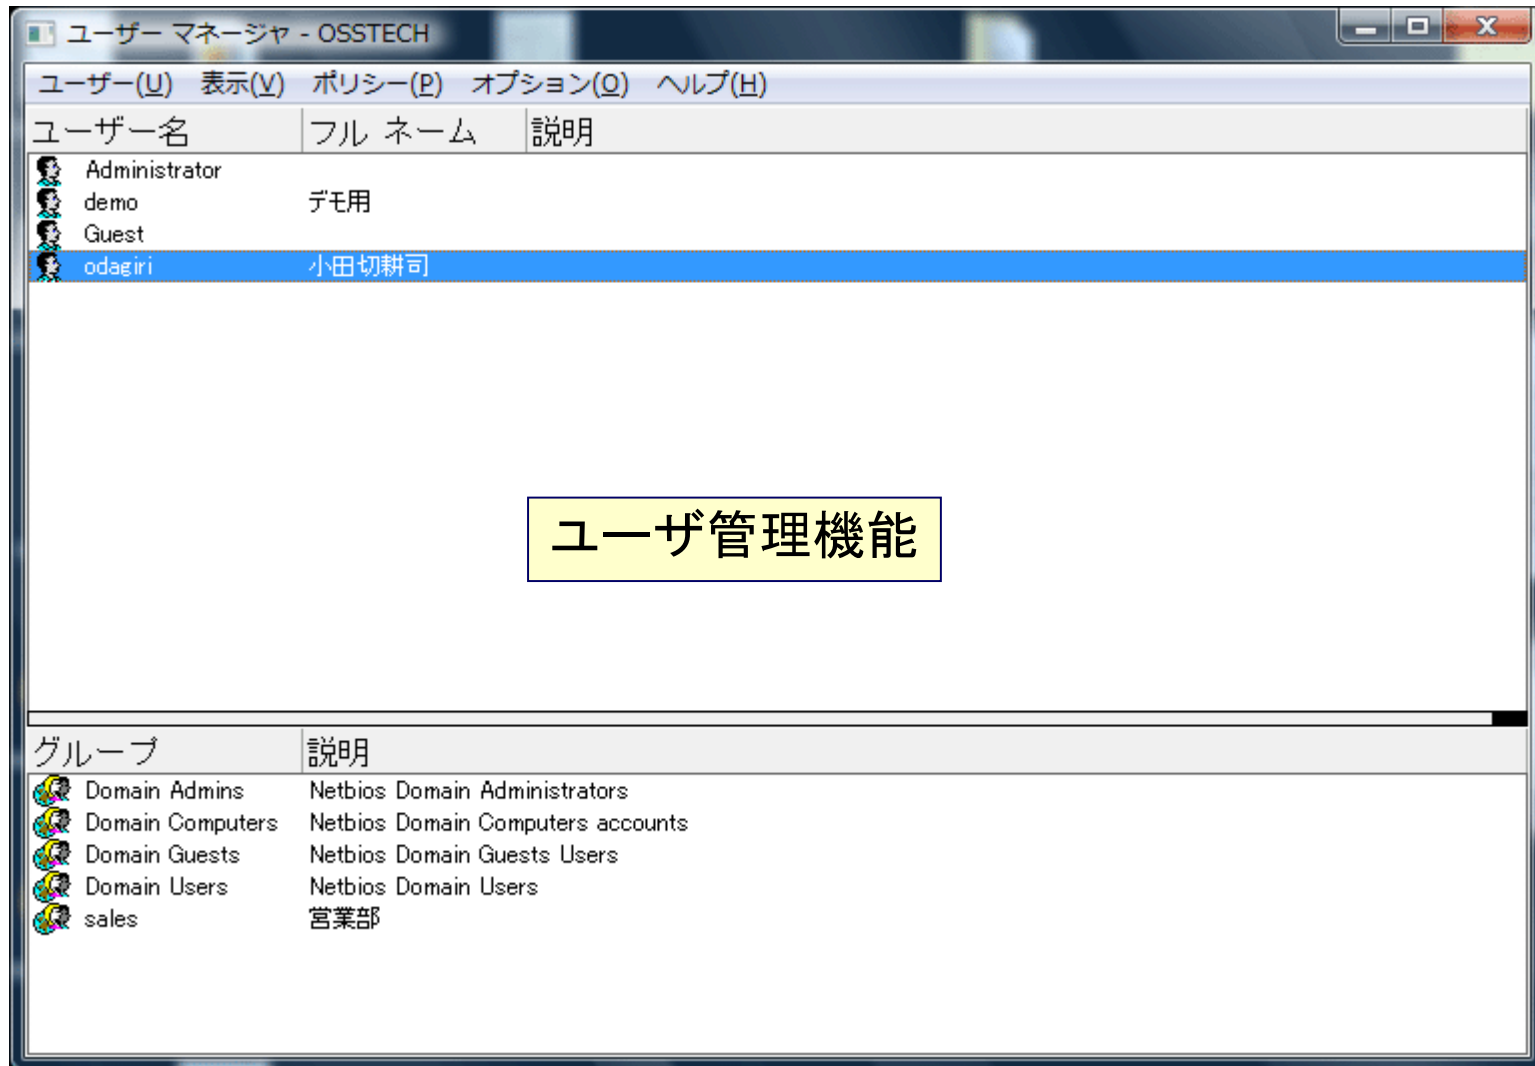 ユーザー マネージャ - OSSTECH
ユーザー(U) 表示(V) ポリシー(P) オプション(O) ヘルプ(H)
ユーザー名 フル ネーム 説明
Administrator
demo デモ用
Guest
odagiri 小田切耕司
ユーザ管理機能
グループ 説明
Domain Admins Netbios Domain Administrators
Domain Computers Netbios Domain Computers accounts
Domain Guests Netbios Domain Guests Users
Domain Users Netbios Domain Users
sales 営業部